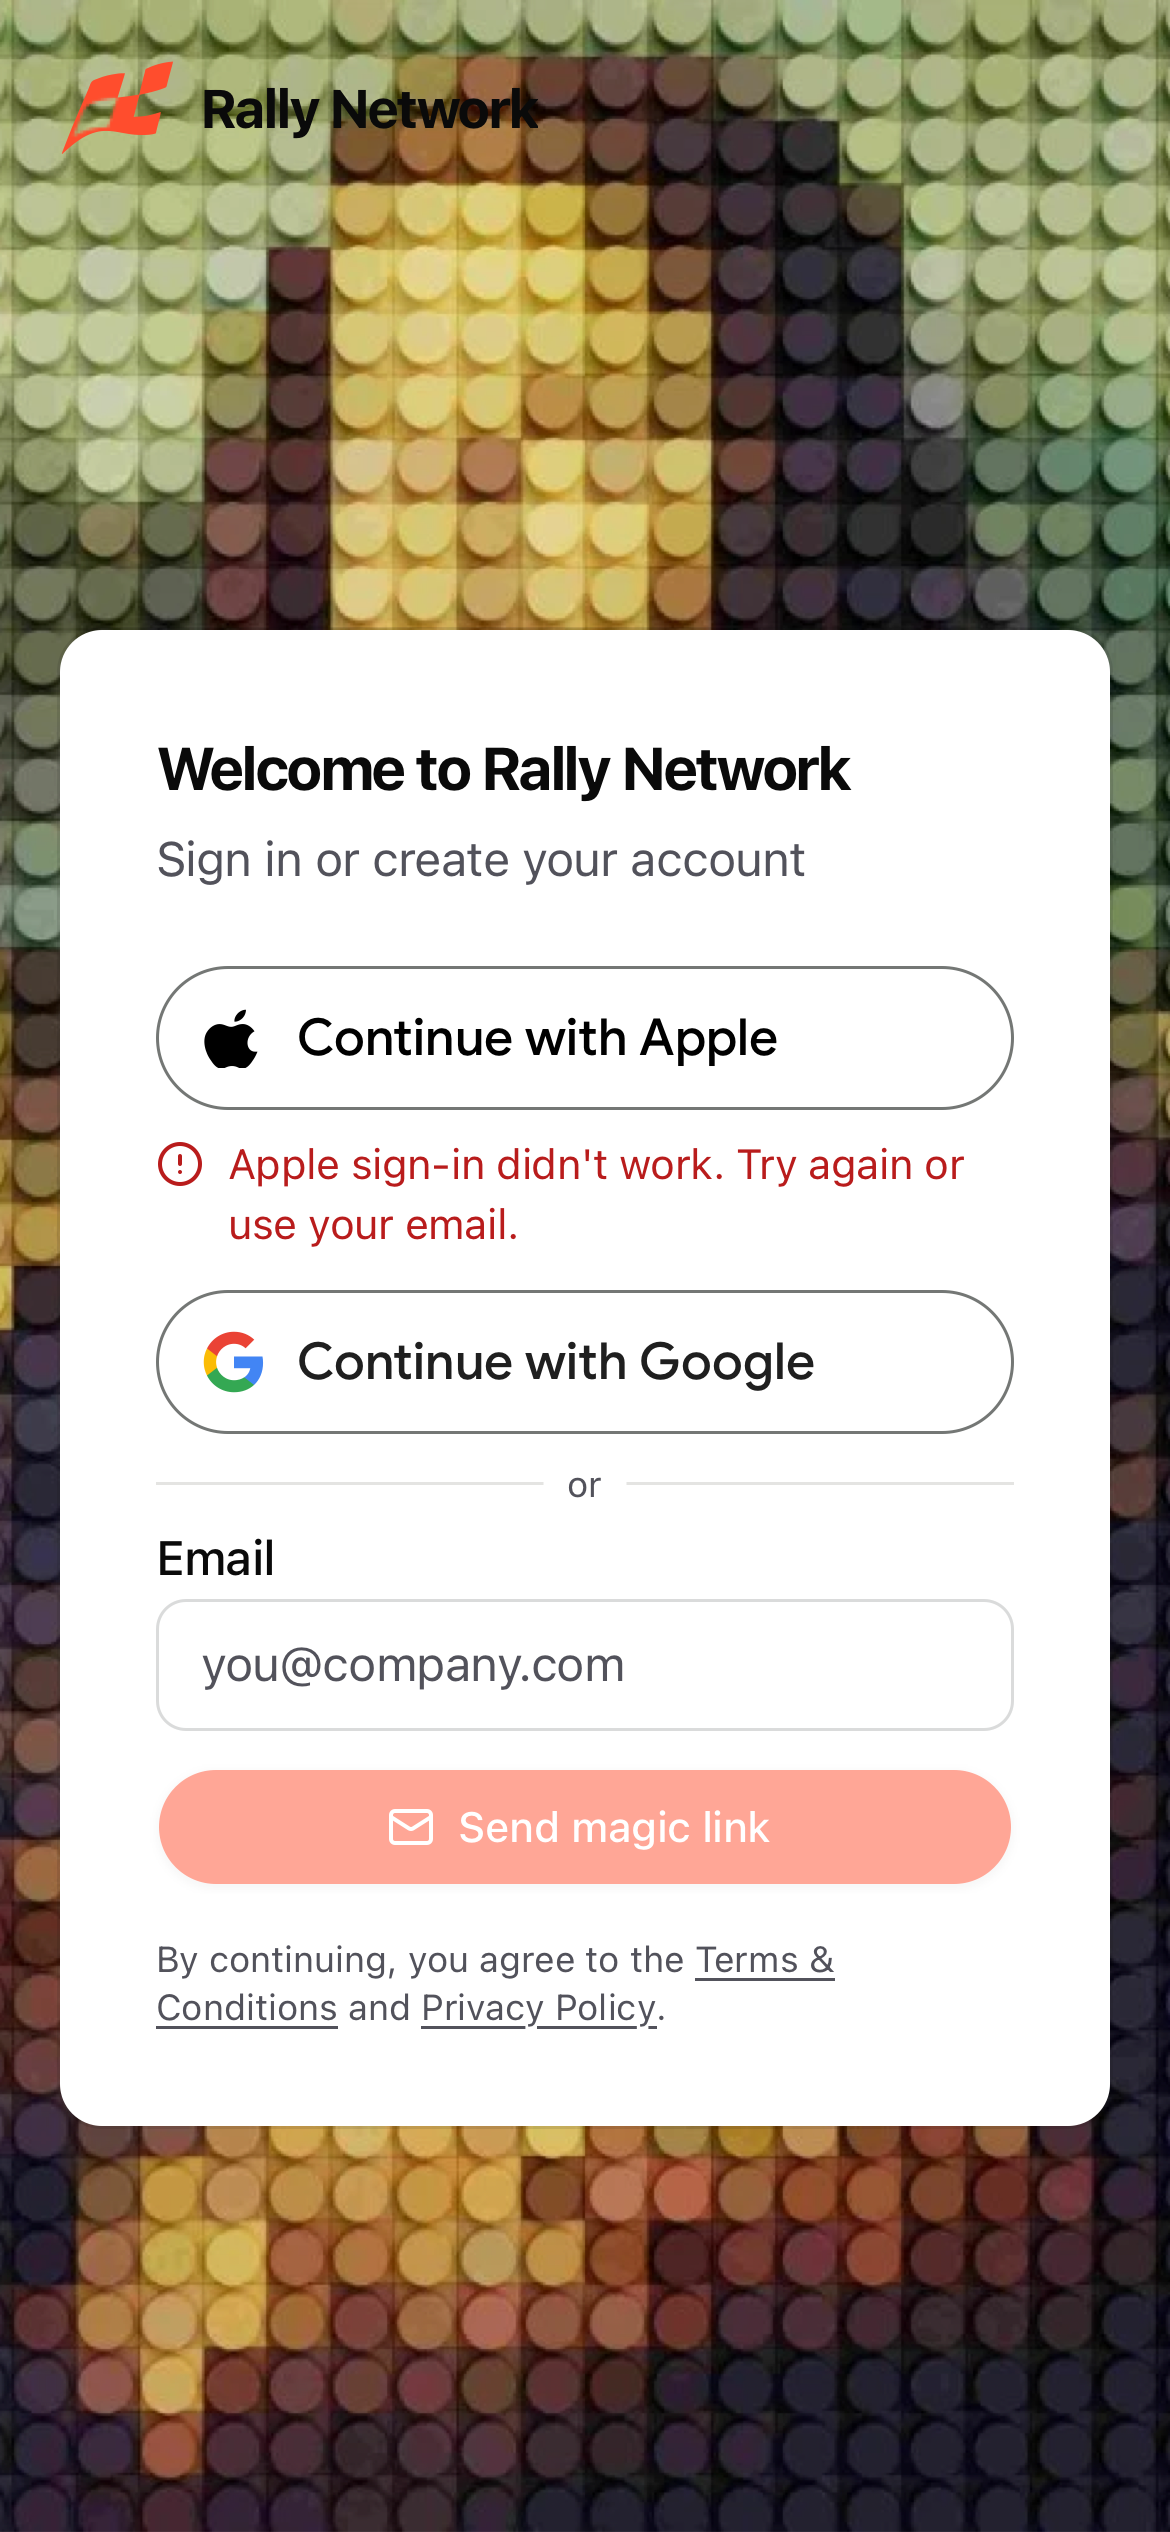 Rally Network
Welcome to Rally Network
Sign in or create your account
Continue with Apple
Apple sign-in didn't work. Try again or
use your email.
Continue with Google
or
Email
you@company.com
Send magic link
By continuing, you agree to the Terms &
Conditions and Privacy Policy.